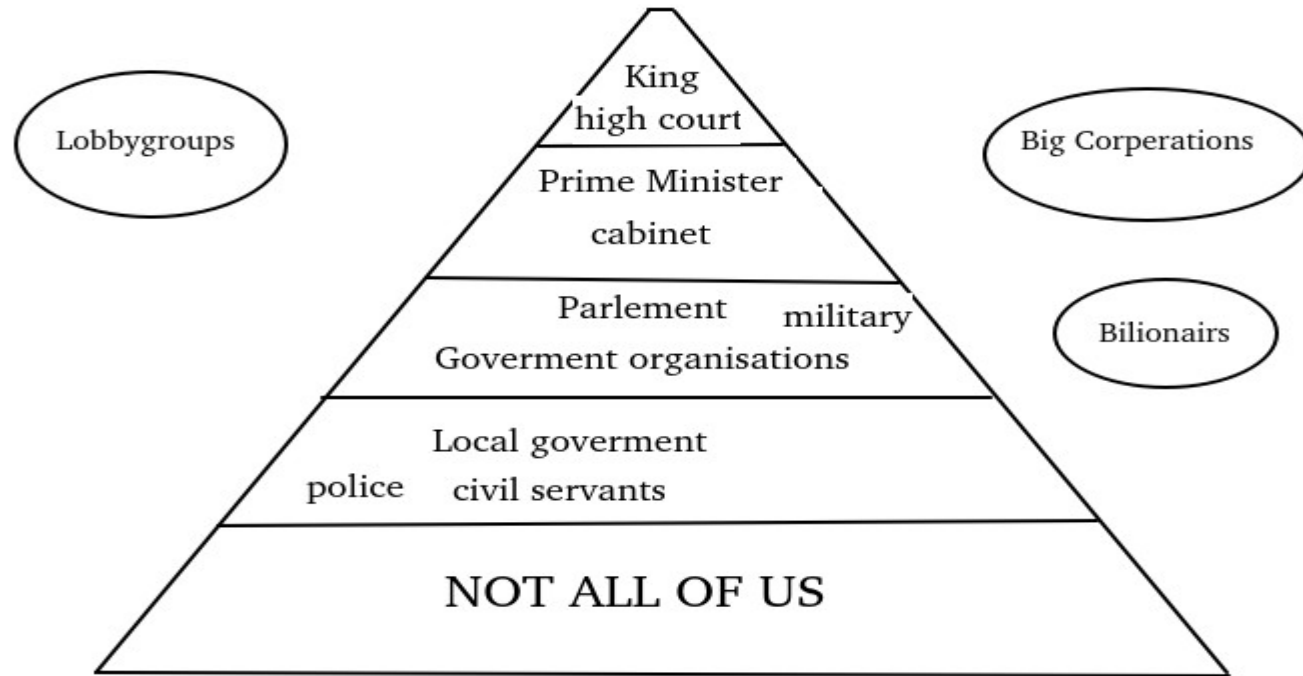 King
high court
Lobbygroups
Big Corperations
Prime Minister
cabinet
Parlement
military
Bilionairs
Goverment organisations
Local goverment
police
civil servants
NOT ALL OF US